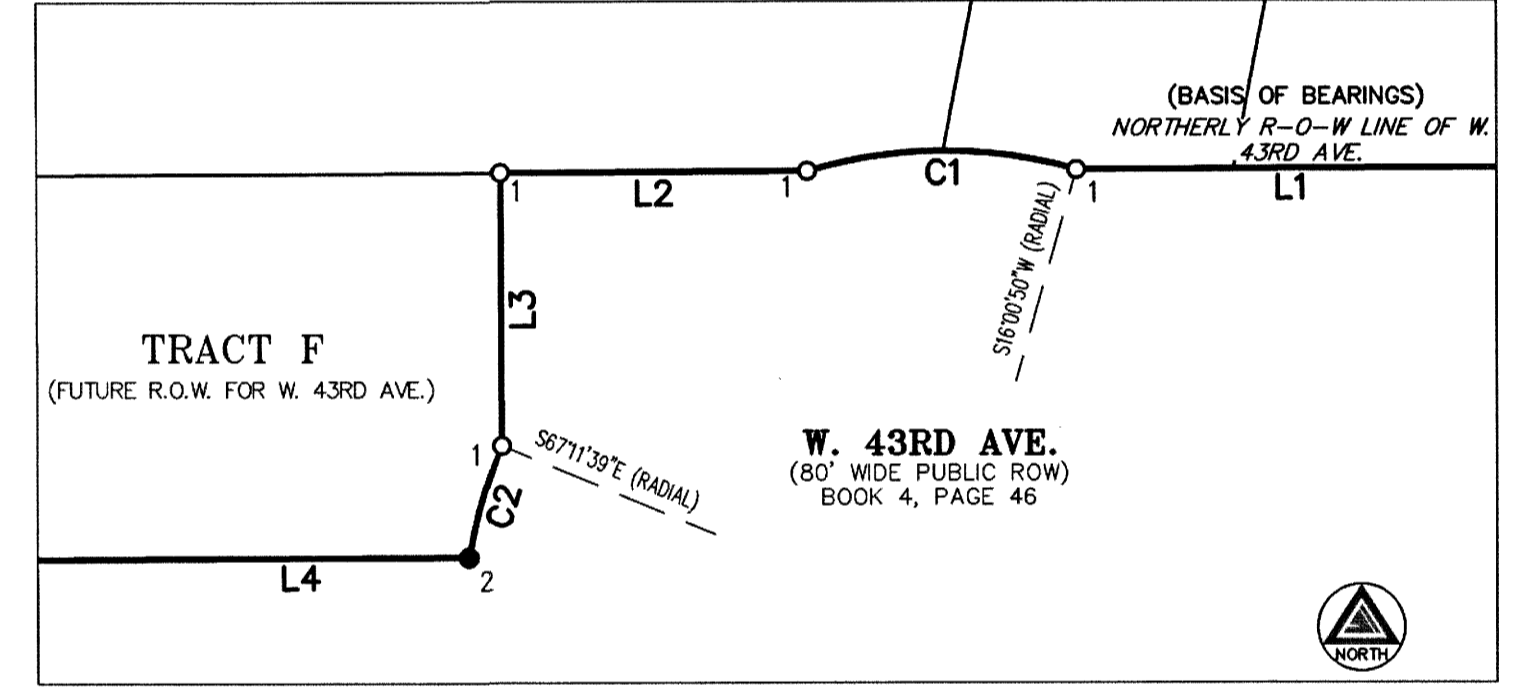 (BASIS OF BEARINGS)
NORTHERLY R-O-W LINE OF W.
43RD AVE.
1
L2
1
C1
1
L1
S16°00'50"W (RADIAL)
L3
TRACT F
(FUTURE R.O.W. FOR W. 43RD AVE.)
1
S67°11'39"E (RADIAL)
W. 43RD AVE.
(80' WIDE PUBLIC ROW)
BOOK 4, PAGE 46
C2
L4
2
NORTH